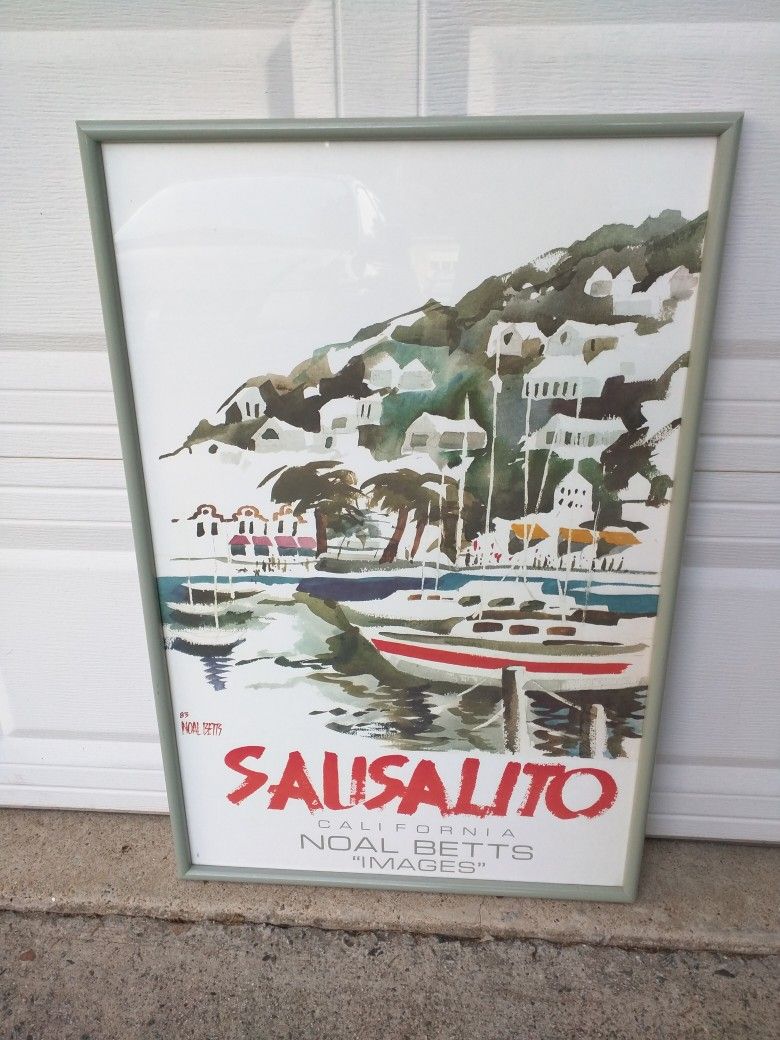 83
NOAL BETTS
SAUSALITO
CALIFORNIA
NOAL BETTS
"IMAGES"